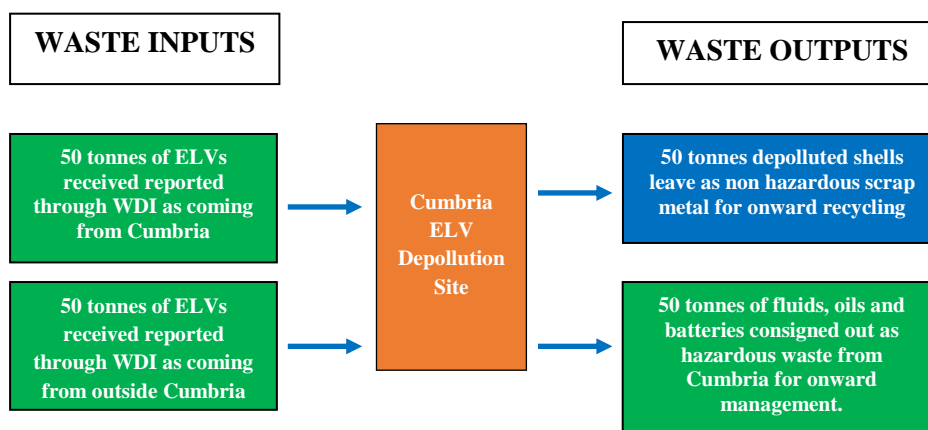 WASTE INPUTS
WASTE OUTPUTS
50 tonnes of ELVs
received reported
through WDI as coming
from Cumbria
50 tonnes of ELVs
received reported
through WDI as coming
from outside Cumbria
Cumbria
ELV
Depollution
Site
50 tonnes depolluted shells
leave as non hazardous scrap
metal for onward recycling
50 tonnes of fluids, oils and
batteries consigned out as
hazardous waste from
Cumbria for onward
management.